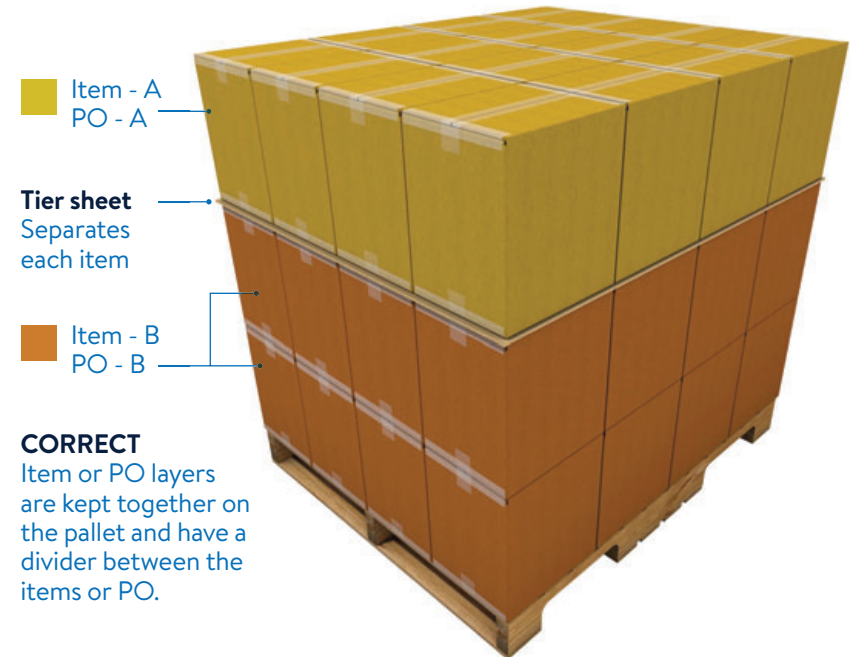 Item - A
PO - A
Tier sheet
Separates
each item
Item - B
PO - B
CORRECT
Item or PO layers
are kept together on
the pallet and have a
divider between the
items or PO.